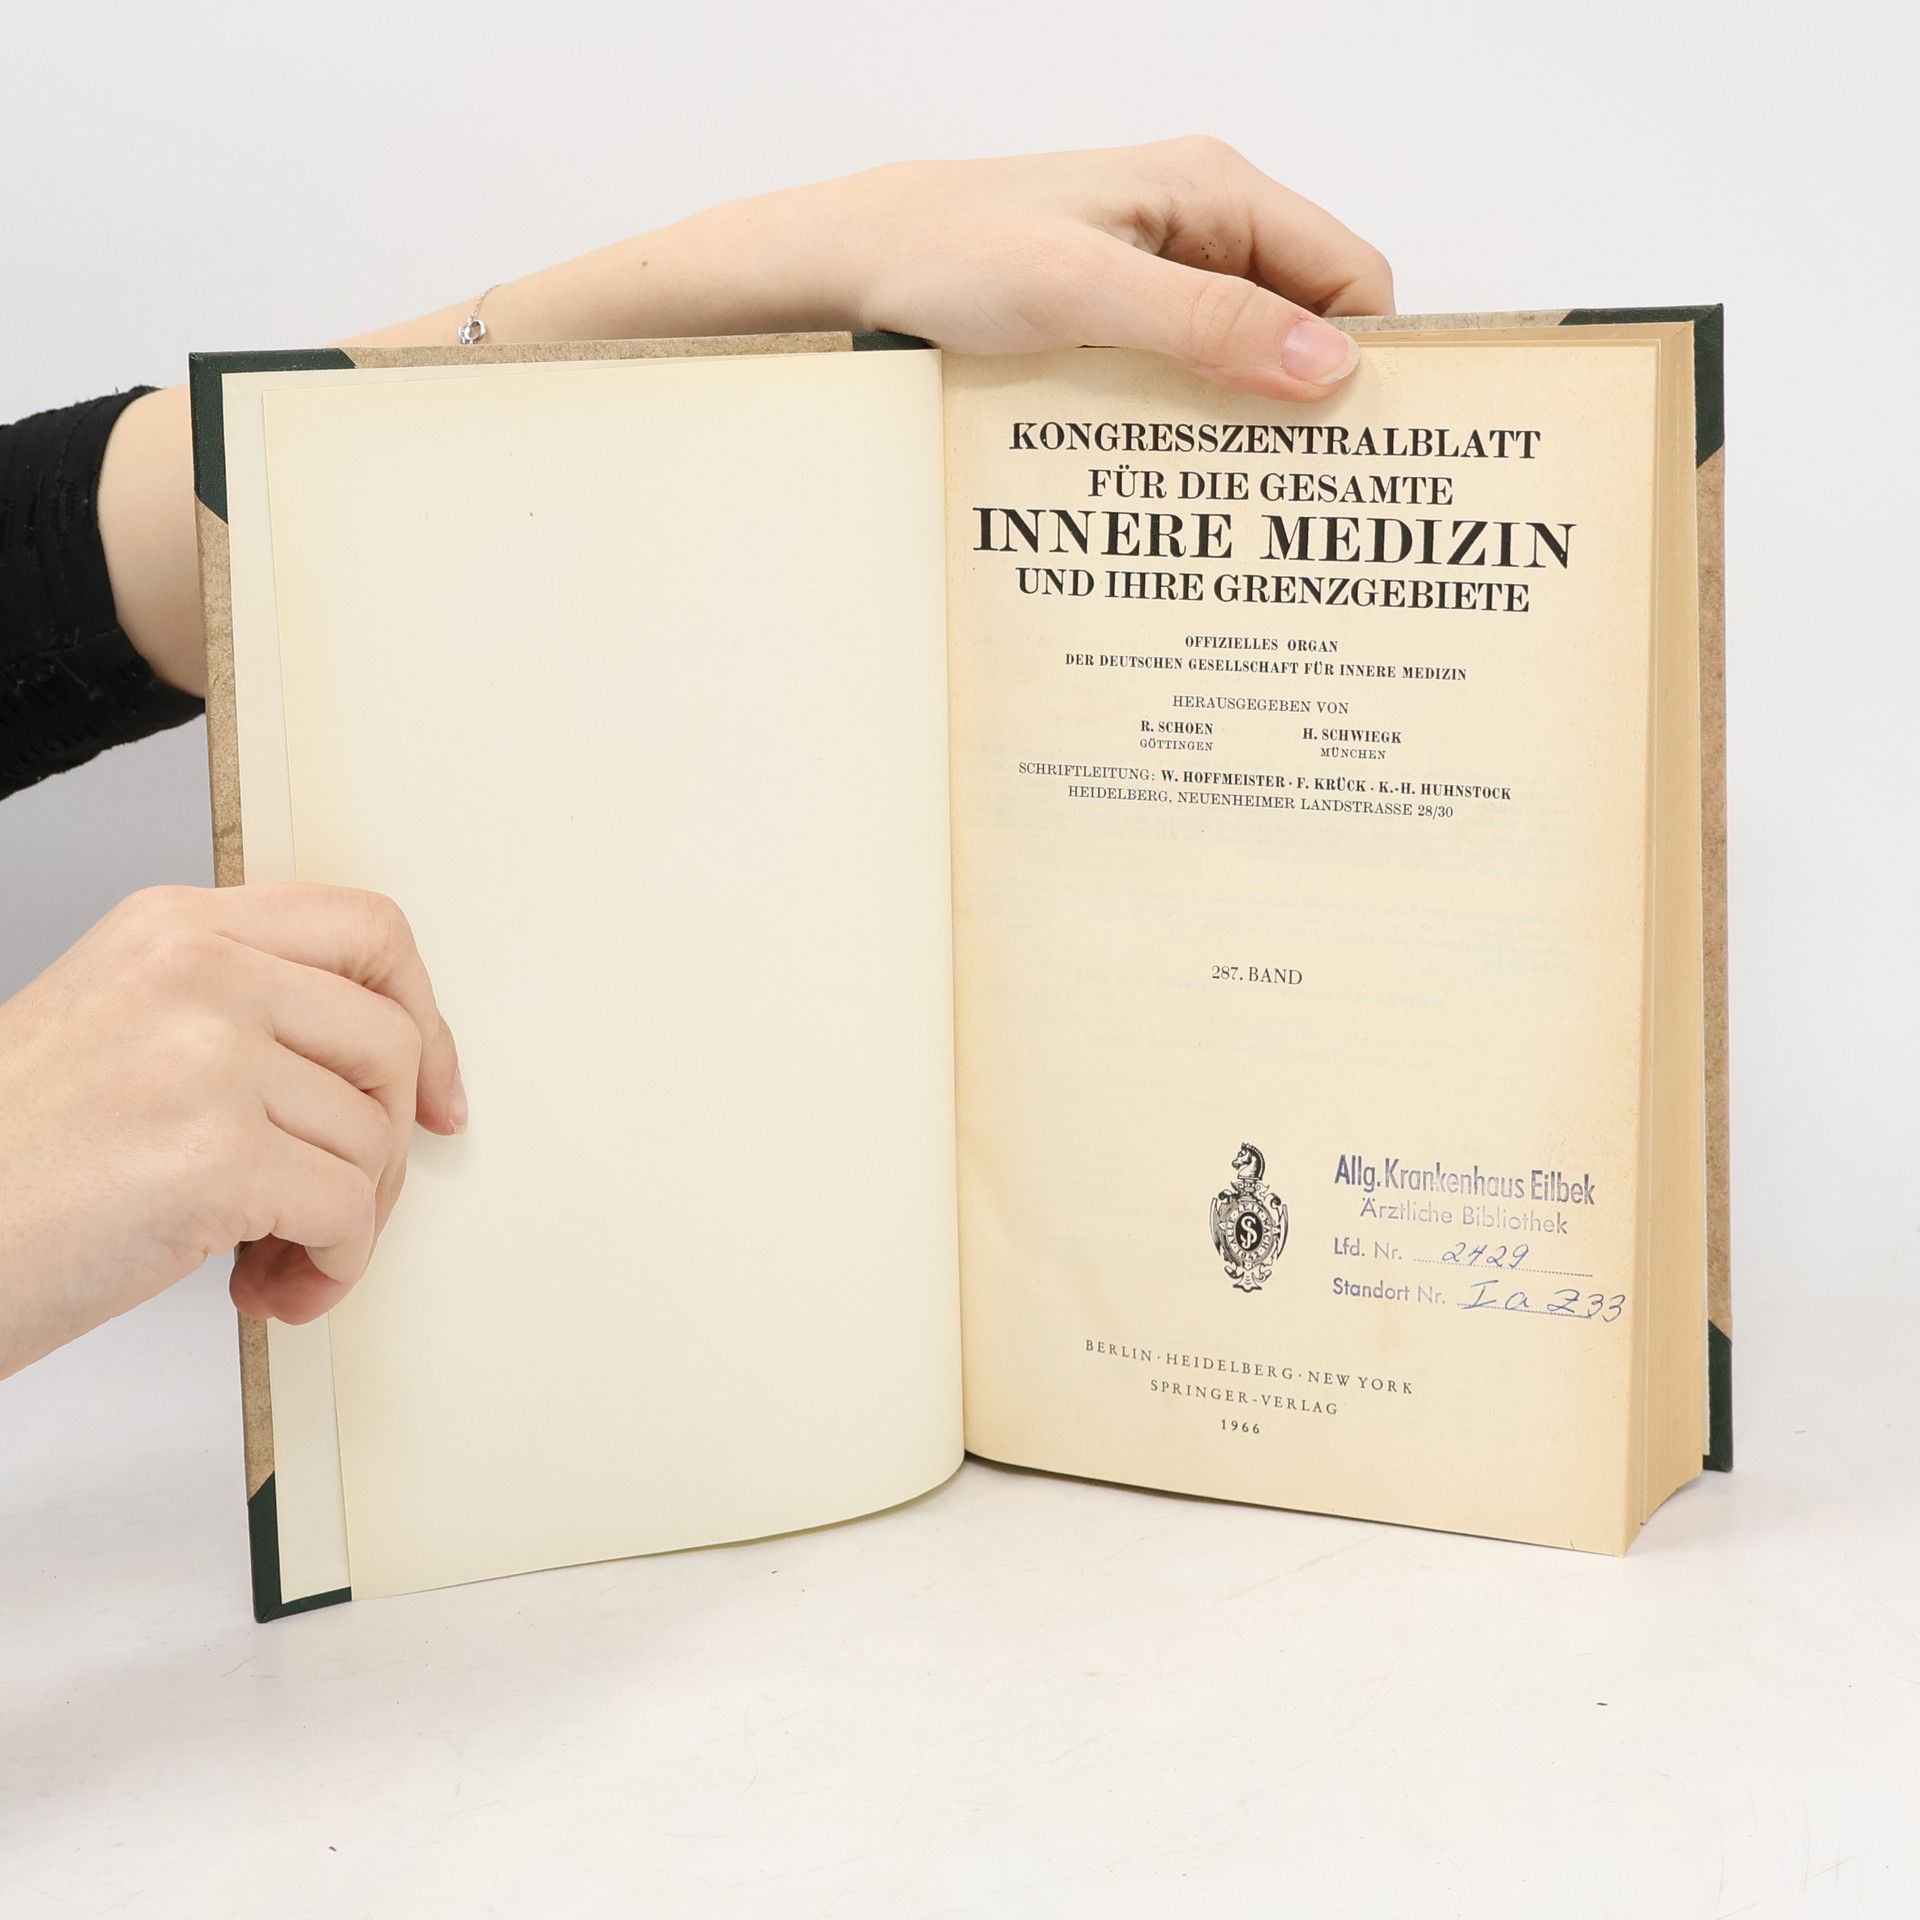 KONGRESSZENTRALBLATT
FÜR DIE GESAMTE
INNERE MEDIZIN
UND IHRE GRENZGEBIETE
OFFIZIELLES ORGAN
DER DEUTSCHEN GESELLSCHAFT FÜR INNERE MEDIZIN
HERAUSGEGEBEN VON
R. SCHOEN H. SCHWIEGK
GÖTTINGEN MÜNCHEN
SCHRIFTLEITUNG: W. HOFFMEISTER · F. KRÜCK · K.-H. HUHNSTOCK
HEIDELBERG, NEUENHEIMER LANDSTRASSE 28/30
287. BAND
Allg. Krankenhaus Eilbek
Ärztliche Bibliothek
Lfd. Nr. 2429
Standort Nr. I a Z 33
BERLIN · HEIDELBERG · NEW YORK
SPRINGER-VERLAG
1966